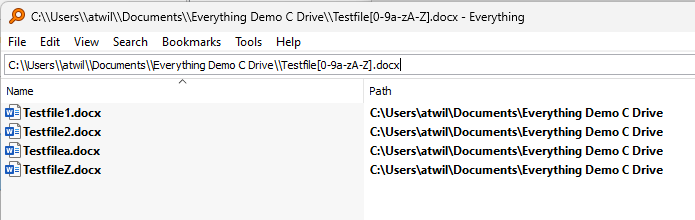 C:\\Users\\atwil\\Documents\\Everything Demo C Drive\\Testfile[0-9a-zA-Z].docx - Everything
File Edit View Search Bookmarks Tools Help
C:\\Users\\atwil\\Documents\\Everything Demo C Drive\\Testfile[0-9a-zA-Z].docx
Name Path
Testfile1.docx C:\Users\atwil\Documents\Everything Demo C Drive
Testfile2.docx C:\Users\atwil\Documents\Everything Demo C Drive
Testfilea.docx C:\Users\atwil\Documents\Everything Demo C Drive
TestfileZ.docx C:\Users\atwil\Documents\Everything Demo C Drive